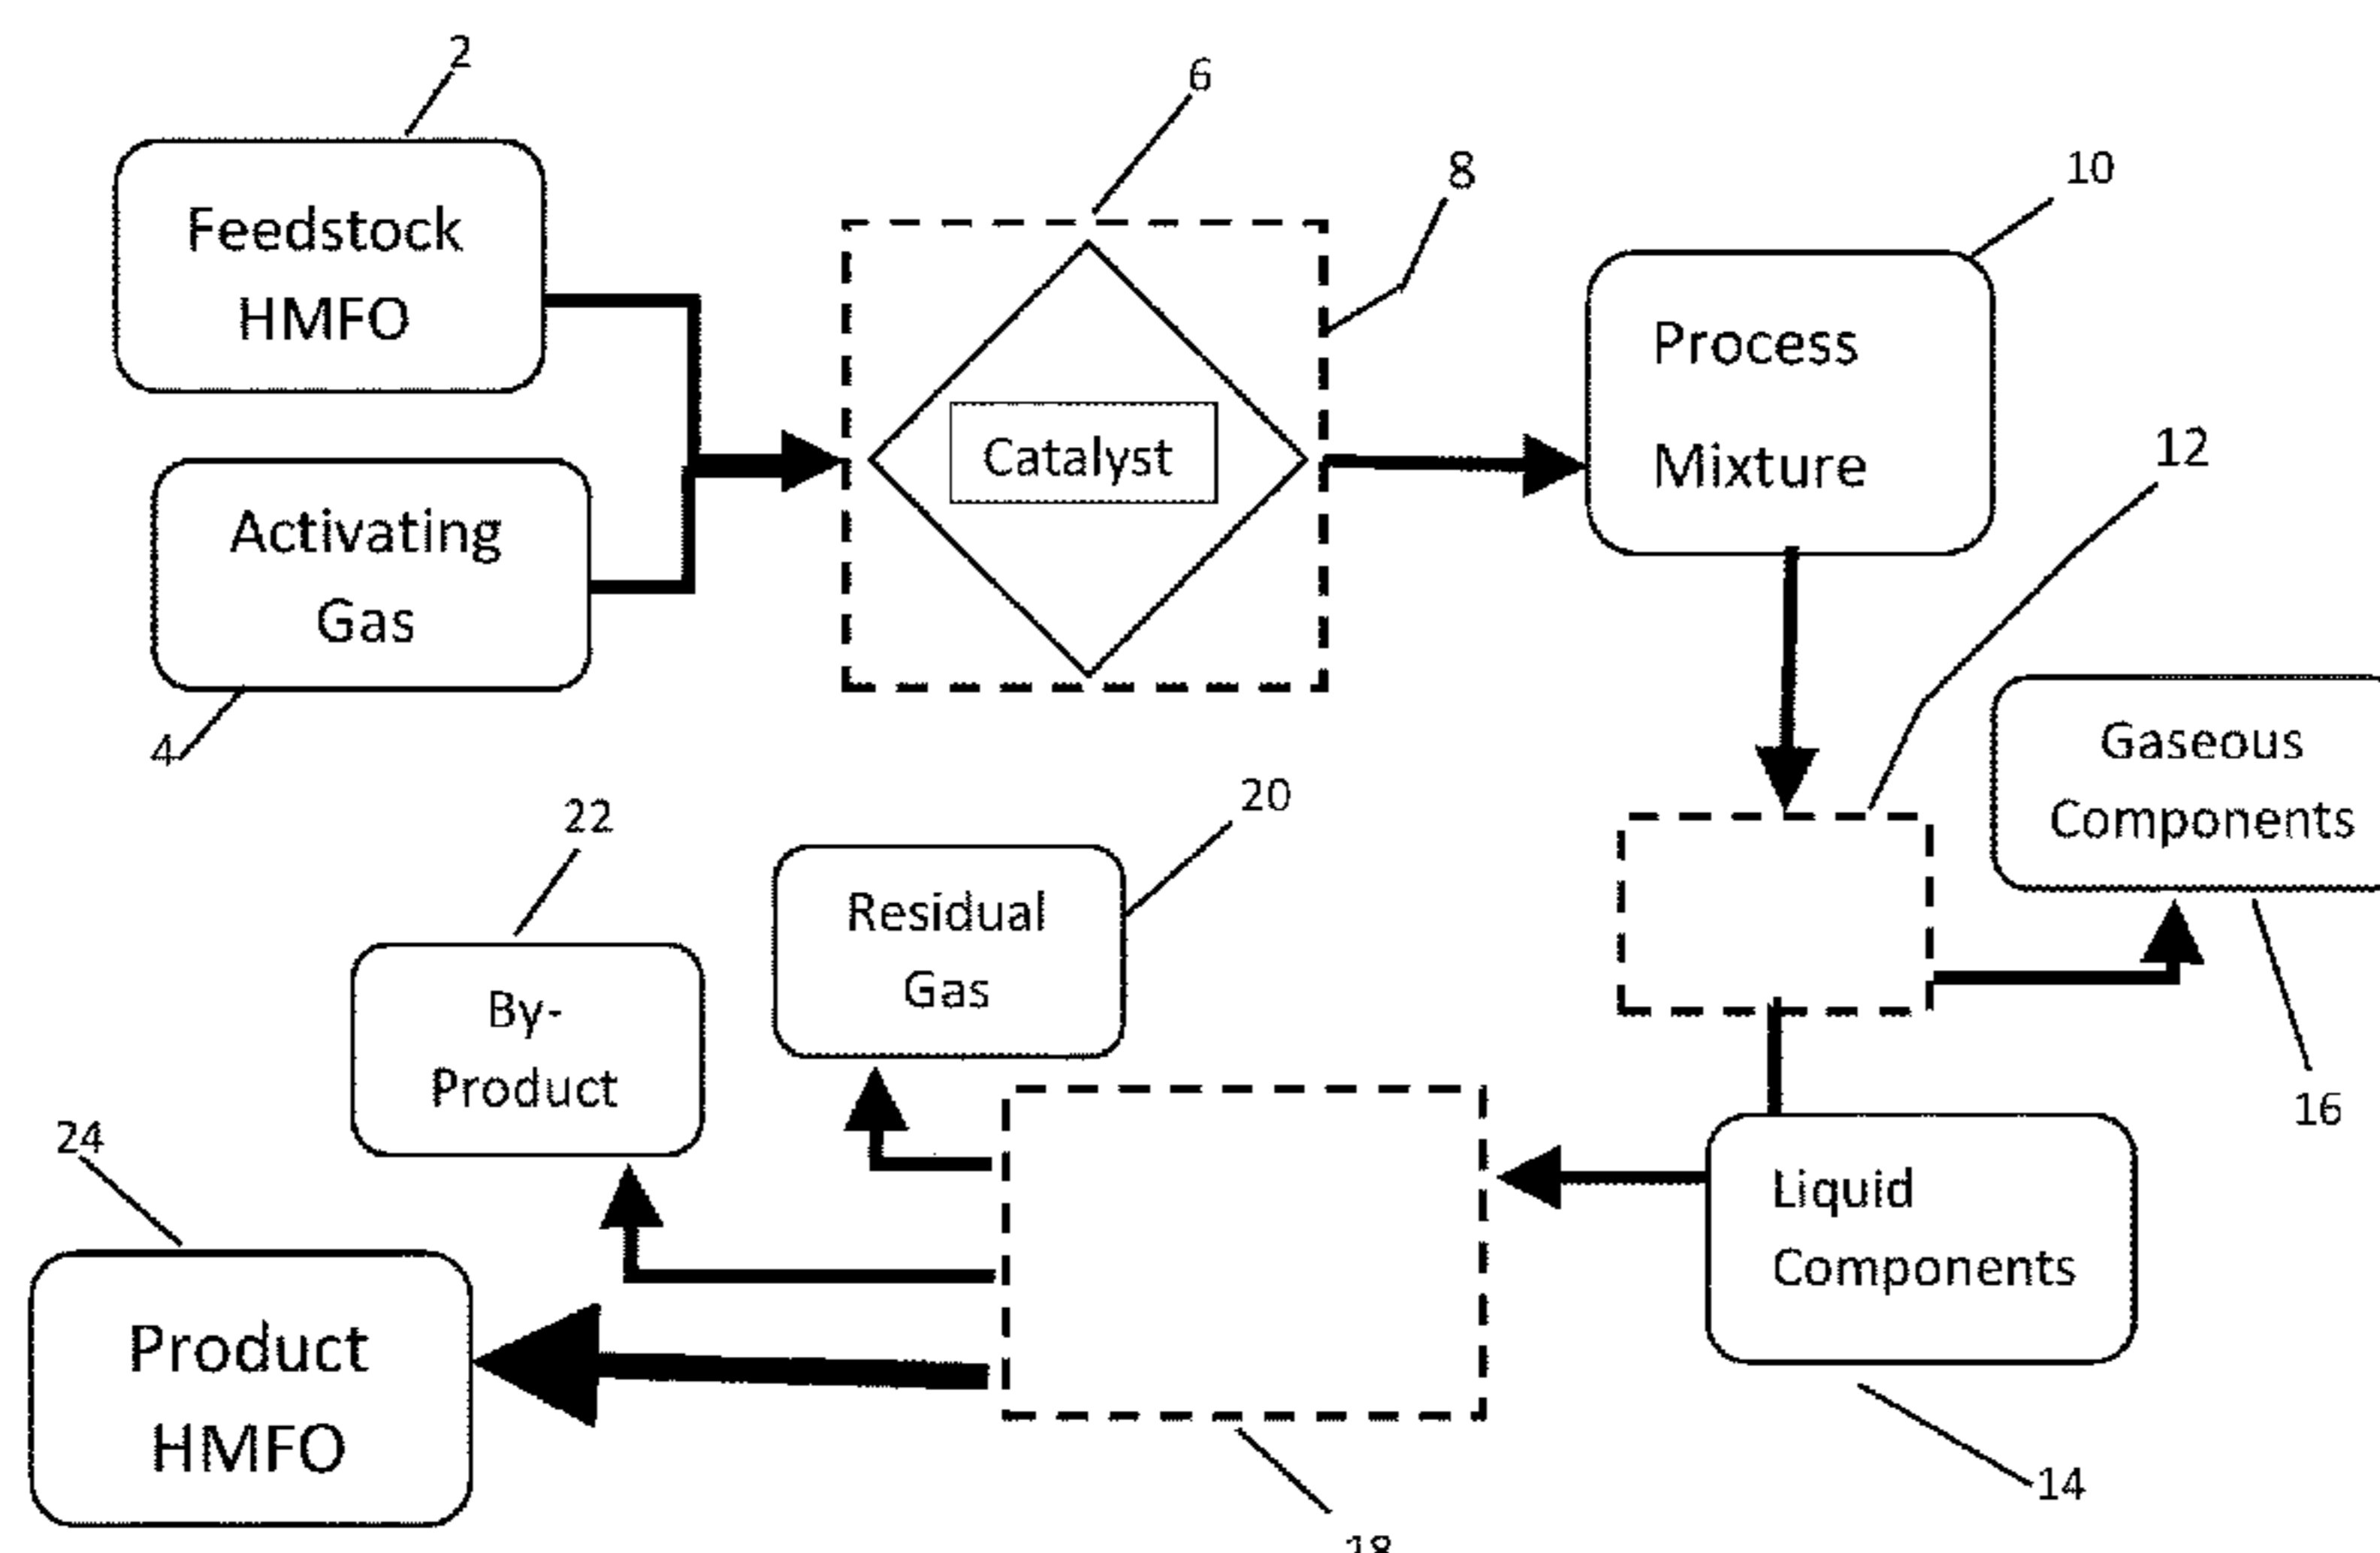 2
6
8
10
Feedstock
HMFO
Process
Mixture
Catalyst
12
Activating
Gas
4
Gaseous
Components
22
20
Residual
Gas
By-
Product
16
24
Liquid
Components
Product
HMFO
14
18